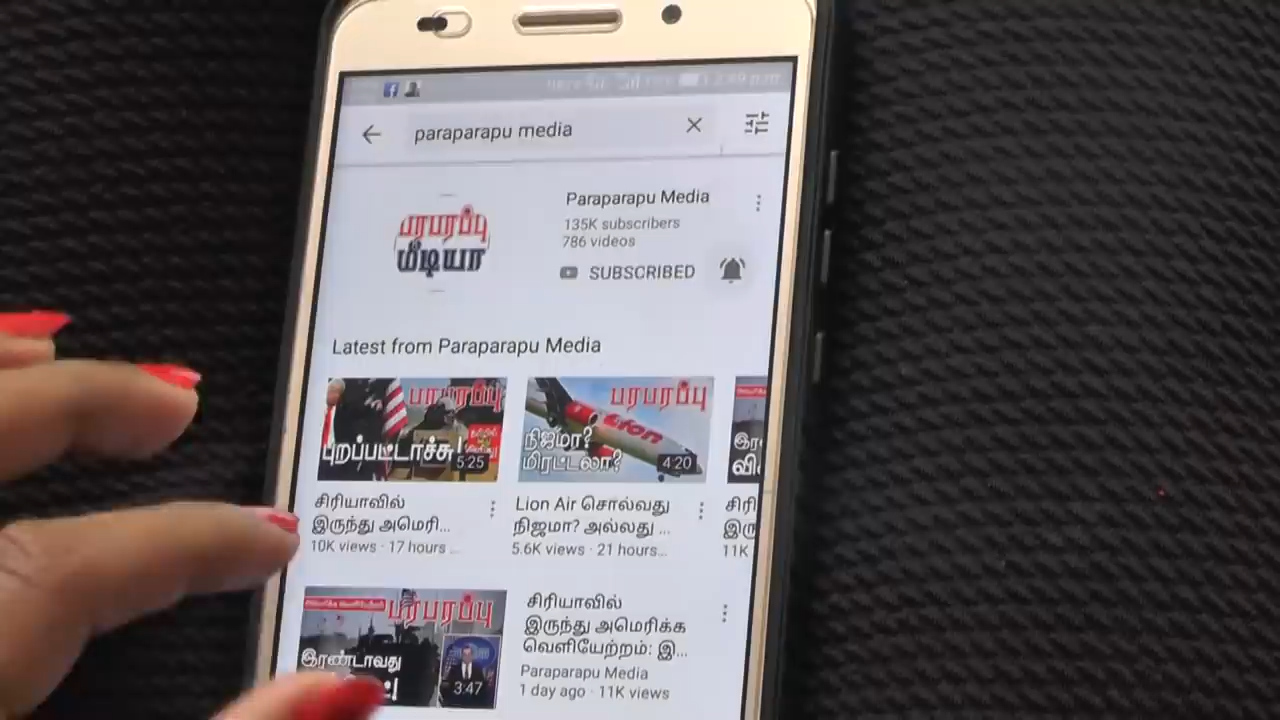 paraparapu media
பரபரப்பு
மீடியா
Paraparapu Media
135K subscribers
786 videos
SUBSCRIBED
Latest from Paraparapu Media
பரபரப்பு
புறப்பட்டாச்சு!
5:25
பரபரப்பு
Lion
நிஜமா?
மிரட்டலா?
4:20
சிரியாவில்
இருந்து அமெரி...
10K views · 17 hours ...
Lion Air சொல்வது
நிஜமா? அல்லது ...
5.6K views · 21 hours...
சிரி
இரு
11K
பரபரப்பு
இரண்டாவது
3:47
சிரியாவில்
இருந்து அமெரிக்க
வெளியேற்றம்: இ...
Paraparapu Media
1 day ago · 11K views